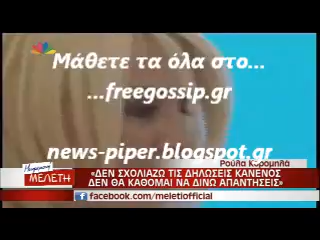 Μάθετε τα όλα στο...
...freegossip.gr
news-piper.blogspot.gr
Ρούλα Κορομηλά
Μεσημεριανή
ΜΕΛΕΤΗ
«ΔΕΝ ΣΧΟΛΙΑΖΩ ΤΙΣ ΔΗΛΩΣΕΙΣ ΚΑΝΕΝΟΣ
ΔΕΝ ΘΑ ΚΑΘΟΜΑΙ ΝΑ ΔΙΝΩ ΑΠΑΝΤΗΣΕΙΣ»
facebook.com/meletiofficial